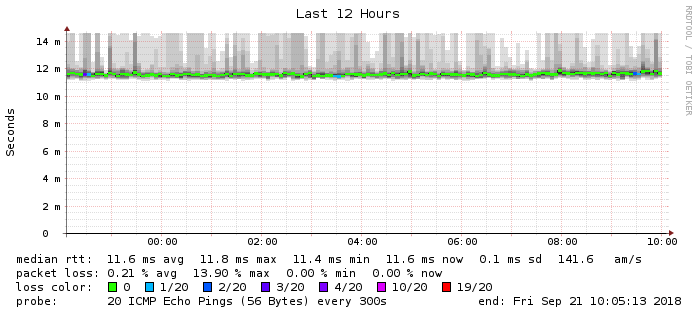 Last 12 Hours
RRDTOOL / TOBI OETIKER
Seconds
14 m
12 m
10 m
8 m
6 m
4 m
2 m
0
00:00 02:00 04:00 06:00 08:00 10:00
median rtt: 11.6 ms avg 11.8 ms max 11.4 ms min 11.6 ms now 0.1 ms sd 141.6 am/s
packet loss: 0.21 % avg 13.90 % max 0.00 % min 0.00 % now
loss color: 0 1/20 2/20 3/20 4/20 10/20 19/20
probe: 20 ICMP Echo Pings (56 Bytes) every 300s end: Fri Sep 21 10:05:13 2018